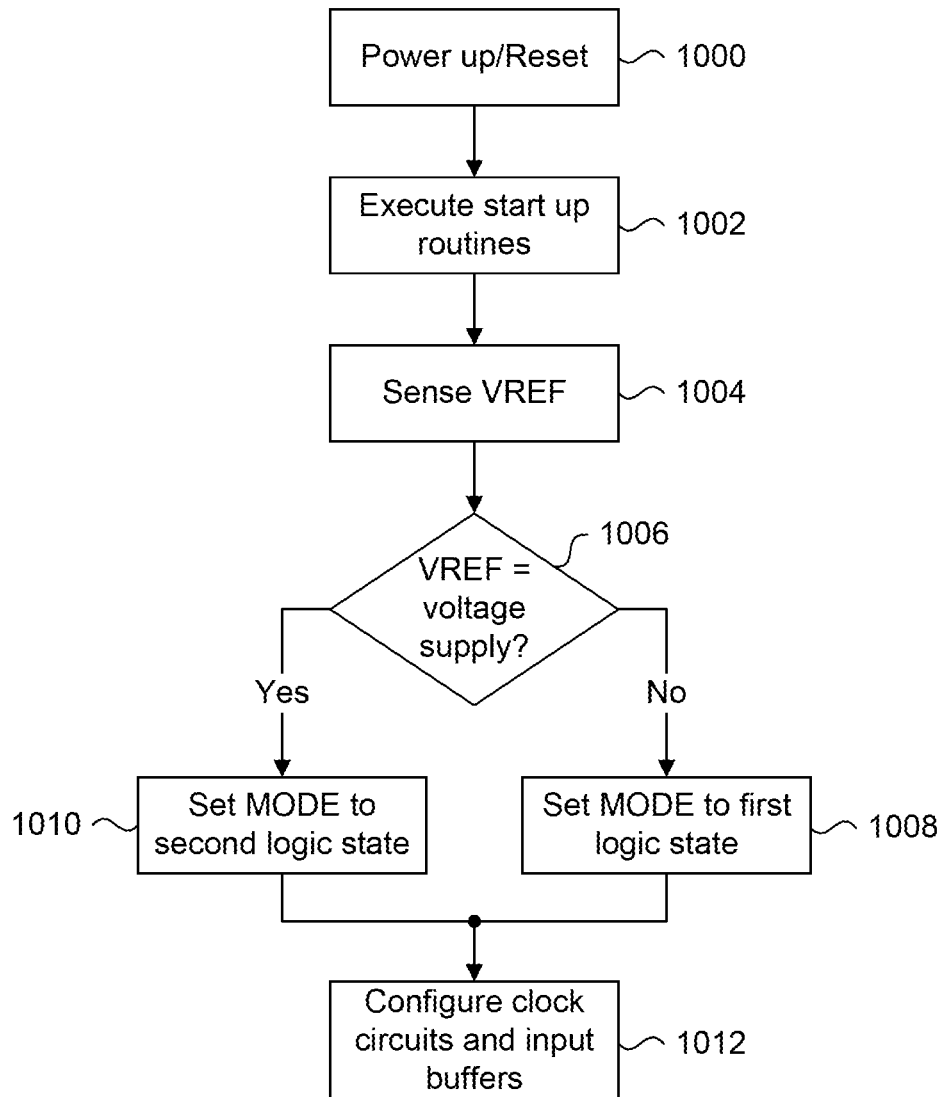 Power up/Reset
1000
Execute start up
routines
1002
Sense VREF
1004
1006
VREF =
voltage
supply?
Yes
No
1010
Set MODE to
second logic state
Set MODE to first
logic state
1008
Configure clock
circuits and input
buffers
1012